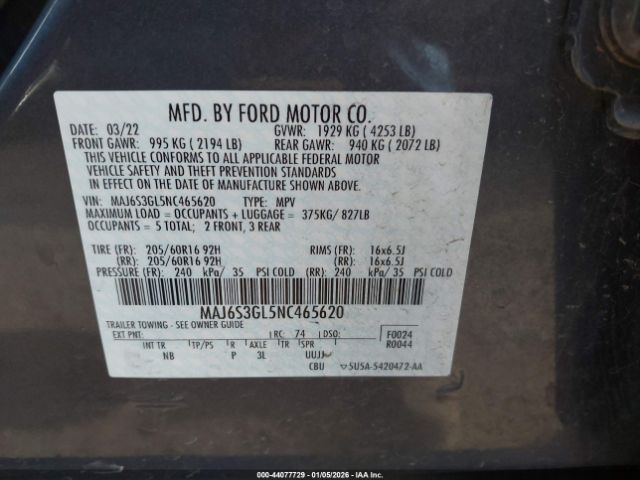 MFD. BY FORD MOTOR CO.
DATE: 03/22 GVWR: 1929 KG ( 4253 LB)
FRONT GAWR: 995 KG ( 2194 LB) REAR GAWR: 940 KG ( 2072 LB)
THIS VEHICLE CONFORMS TO ALL APPLICABLE FEDERAL MOTOR
VEHICLE SAFETY AND THEFT PREVENTION STANDARDS
IN EFFECT ON THE DATE OF MANUFACTURE SHOWN ABOVE.
VIN: MAJ6S3GL5NC465620 TYPE: MPV
MAXIMUM LOAD = OCCUPANTS + LUGGAGE = 375KG/ 827LB
OCCUPANTS = 5 TOTAL; 2 FRONT, 3 REAR
TIRE (FR): 205/60R16 92H RIMS (FR): 16x6.5J
(RR): 205/60R16 92H (RR): 16x6.5J
PRESSURE (FR): 240 kPa/ 35 PSI COLD (RR): 240 kPa/ 35 PSI COLD
MAJ6S3GL5NC465620
TRAILER TOWING - SEE OWNER GUIDE
EXT PNT: RC: 74 DSO: F0024
INT TR TP/PS R AXLE TR SPR R0044
NB P 3L UUJJ
CBU 5U5A-5420472-AA
000-44077729 - 01/05/2026 - IAAI.com